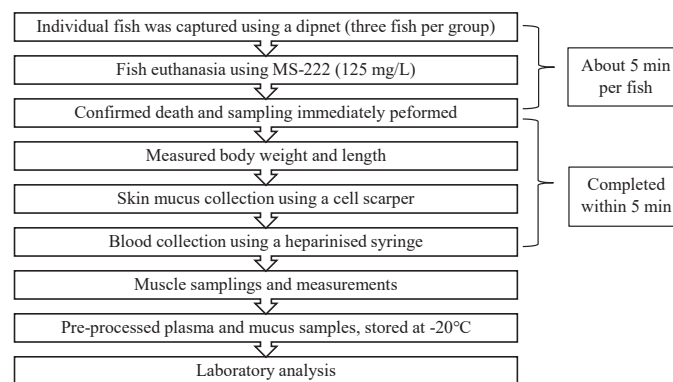 Individual fish was captured using a dipnet (three fish per group)
Fish euthanasia using MS-222 (125 mg/L)
Confirmed death and sampling immediately peformed
About 5 min
per fish
Measured body weight and length
Skin mucus collection using a cell scarper
Blood collection using a heparinised syringe
Completed
within 5 min
Muscle samplings and measurements
Pre-processed plasma and mucus samples, stored at -20℃
Laboratory analysis